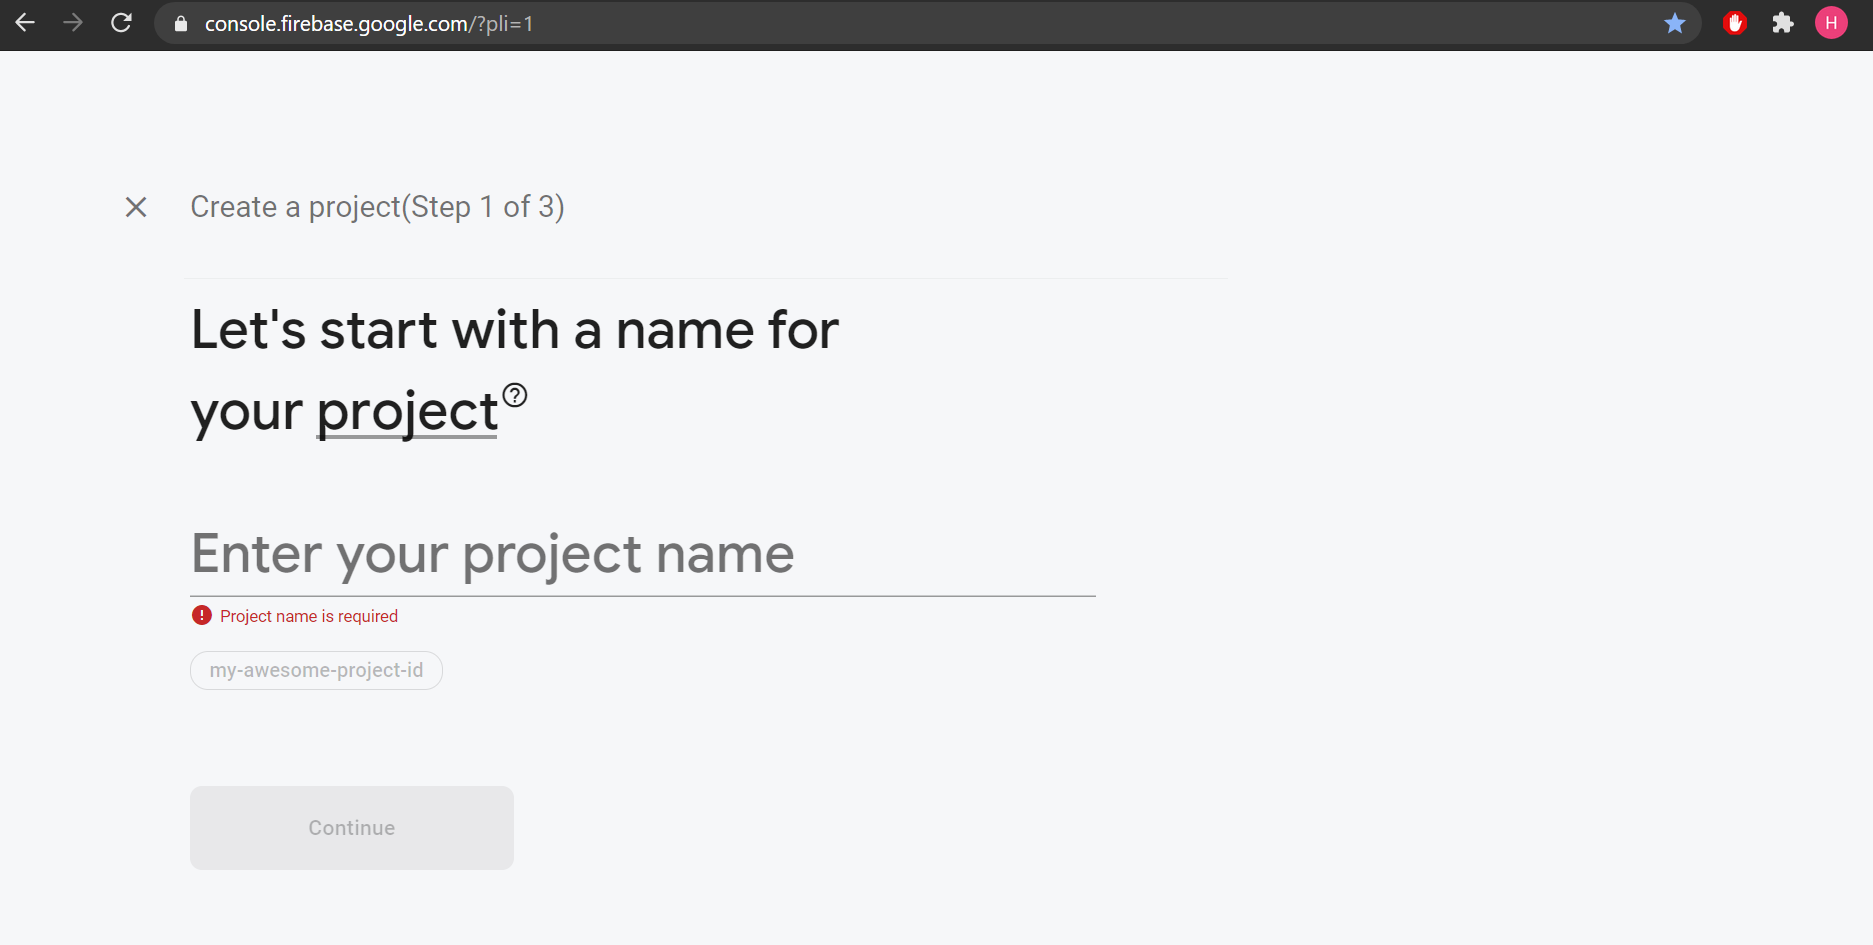 console.firebase.google.com/?pli=1
H
Create a project(Step 1 of 3)
Let's start with a name for
your project
Enter your project name
Project name is required
my-awesome-project-id
Continue